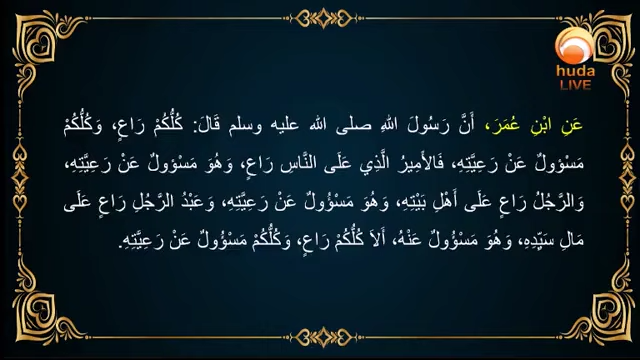 huda
LIVE
عَنِ ابْنِ عُمَرَ، أَنَّ رَسُولَ اللهِ صلى الله عليه وسلم قَالَ: كُلُّكُمْ رَاعٍ، وَكُلُّكُمْ
مَسْؤُولٌ عَنْ رَعِيَّتِهِ، فَالأَمِيرُ الَّذِي عَلَى النَّاسِ رَاعٍ، وَهُوَ مَسْؤُولٌ عَنْ رَعِيَّتِهِ،
وَالرَّجُلُ رَاعٍ عَلَى أَهْلِ بَيْتِهِ، وَهُوَ مَسْؤُولٌ عَنْ رَعِيَّتِهِ، وَعَبْدُ الرَّجُلِ رَاعٍ عَلَى
مَالِ سَيِّدِهِ، وَهُوَ مَسْؤُولٌ عَنْهُ، أَلاَ كُلُّكُمْ رَاعٍ، وَكُلُّكُمْ مَسْؤُولٌ عَنْ رَعِيَّتِهِ.